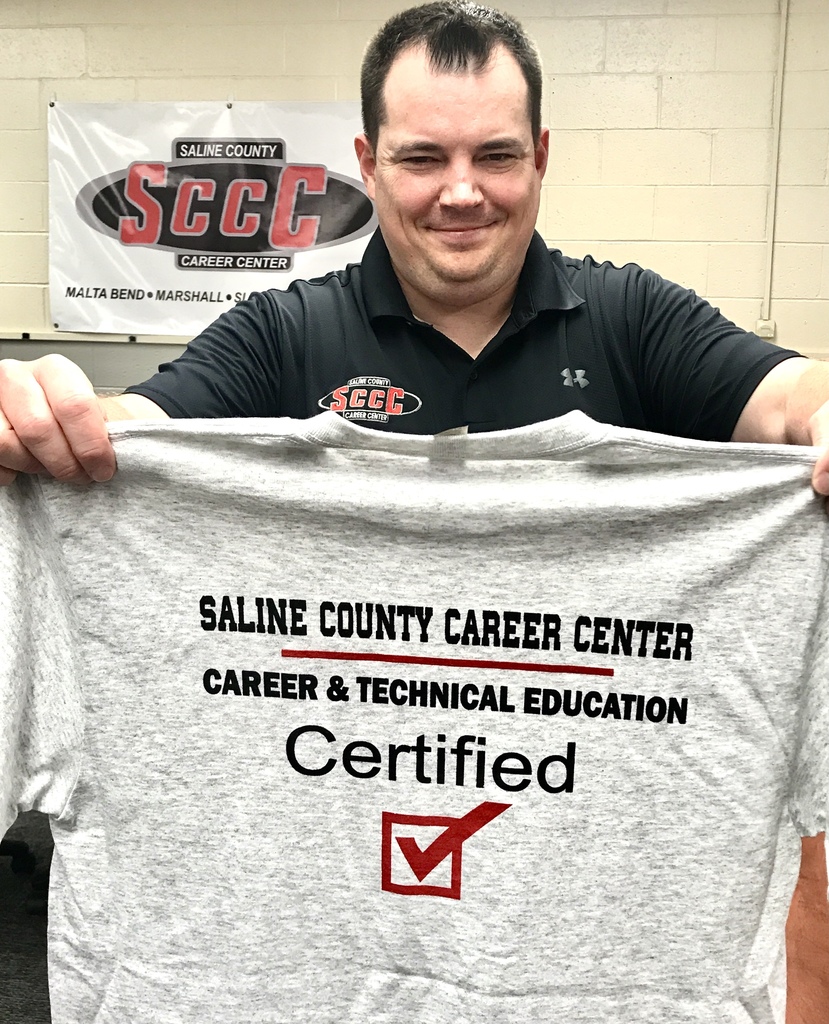 SALINE COUNTY
SCCC
CAREER CENTER
MALTA BEND • MARSHALL •
SALINE COUNTY
SCCC
CAREER CENTER
SALINE COUNTY CAREER CENTER
CAREER & TECHNICAL EDUCATION
Certified